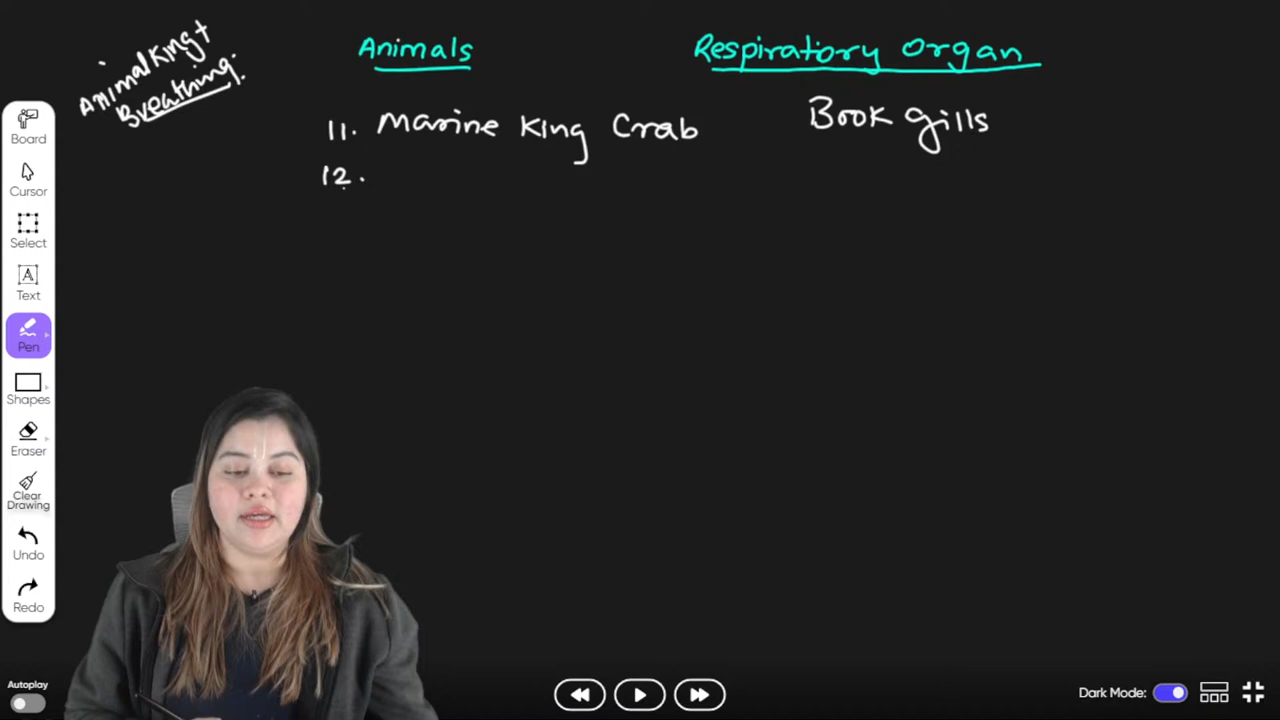 Animal King +
Breathing.
Animals Respiratory Organ
11. Marine King Crab Book gills
12.
Board
Cursor
Select
Text
Pen
Shapes
Eraser
Clear
Drawing
Undo
Redo
Autoplay
Dark Mode: